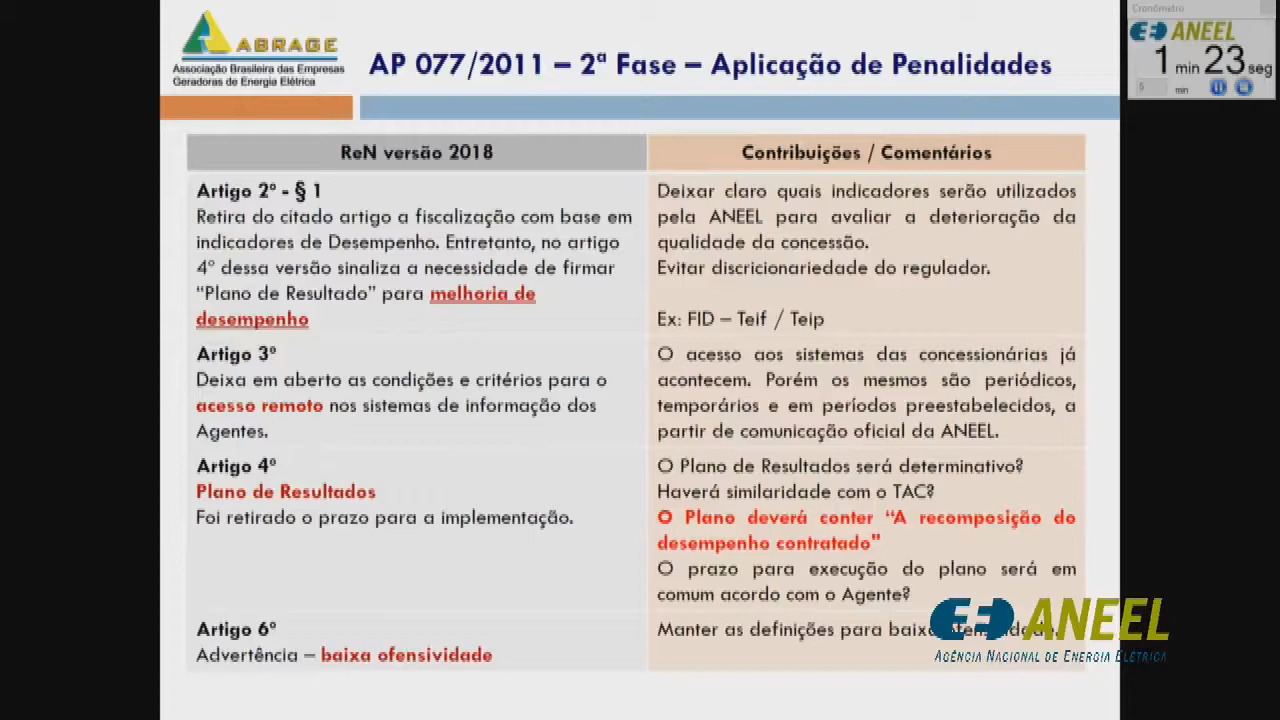 ABRAGE
Associação Brasileira das Empresas
Geradoras de Energia Elétrica
AP 077/2011 – 2ª Fase – Aplicação de Penalidades
Cronômetro
ANEEL
1 min 23 seg
5 min
ReN versão 2018
Contribuições / Comentários
Artigo 2º - § 1
Retira do citado artigo a fiscalização com base em
indicadores de Desempenho. Entretanto, no artigo
4º dessa versão sinaliza a necessidade de firmar
“Plano de Resultado” para melhoria de
desempenho
Deixar claro quais indicadores serão utilizados
pela ANEEL para avaliar a deterioração da
qualidade da concessão.
Evitar discricionariedade do regulador.
Ex: FID – Teif / Teip
Artigo 3º
Deixa em aberto as condições e critérios para o
acesso remoto nos sistemas de informação dos
Agentes.
O acesso aos sistemas das concessionárias já
acontecem. Porém os mesmos são periódicos,
temporários e em períodos preestabelecidos, a
partir de comunicação oficial da ANEEL.
Artigo 4º
Plano de Resultados
Foi retirado o prazo para a implementação.
O Plano de Resultados será determinativo?
Haverá similaridade com o TAC?
O Plano deverá conter “A recomposição do
desempenho contratado”
O prazo para execução do plano será em
comum acordo com o Agente?
Artigo 6º
Advertência – baixa ofensividade
Manter as definições para baixa ofensividade.
ANEEL
AGÊNCIA NACIONAL DE ENERGIA ELÉTRICA